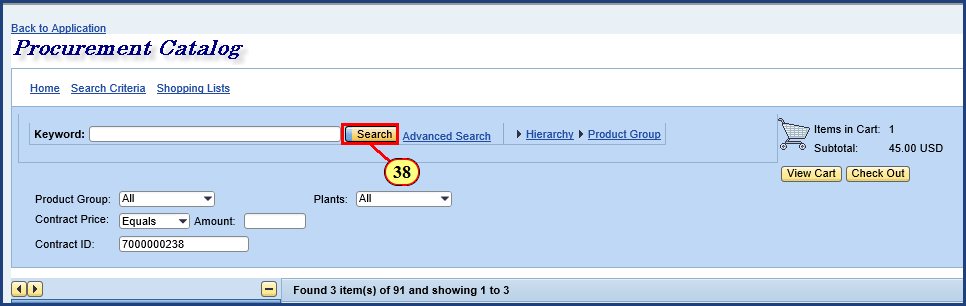 Back to Application
Procurement Catalog
Home Search Criteria Shopping Lists
Keyword: Search Advanced Search Hierarchy Product Group
Items in Cart: 1
Subtotal: 45.00 USD
38
View Cart Check Out
Product Group: All Plants: All
Contract Price: Equals Amount:
Contract ID: 7000000238
Found 3 item(s) of 91 and showing 1 to 3